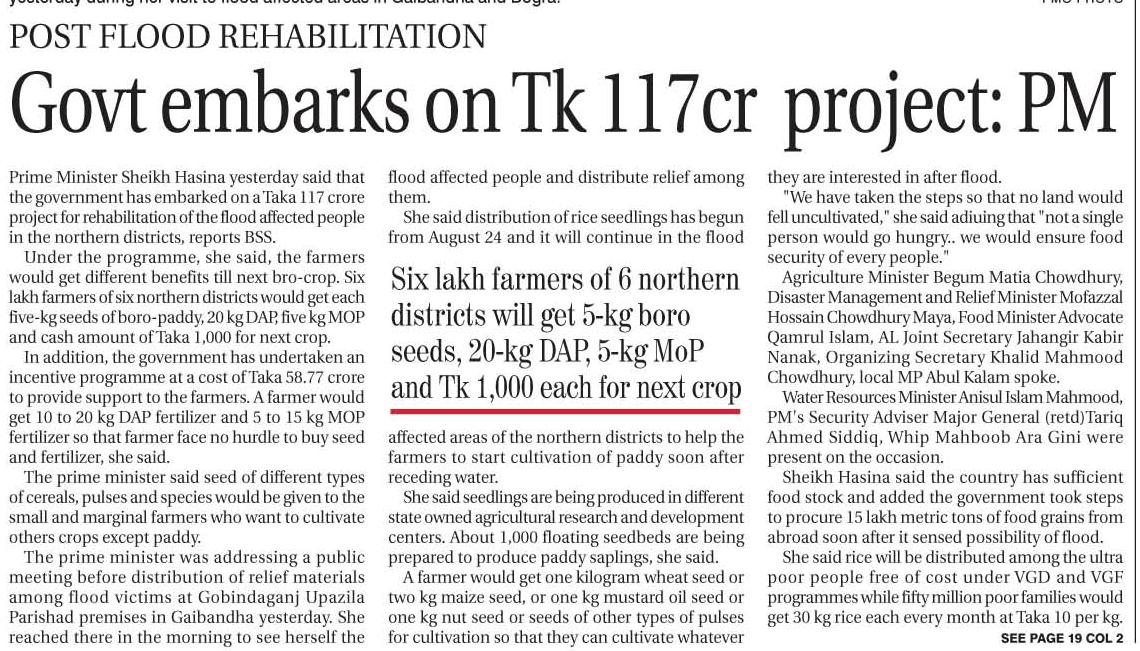 yesterday during her visit to flood affected areas in Gaibandha and Bogra.
PMO PHOTO
POST FLOOD REHABILITATION
Govt embarks on Tk 117cr project: PM
Prime Minister Sheikh Hasina yesterday said that
the government has embarked on a Taka 117 crore
project for rehabilitation of the flood affected people
in the northern districts, reports BSS.
Under the programme, she said, the farmers
would get different benefits till next bro-crop. Six
lakh farmers of six northern districts would get each
five-kg seeds of boro-paddy, 20 kg DAP, five kg MOP
and cash amount of Taka 1,000 for next crop.
In addition, the government has undertaken an
incentive programme at a cost of Taka 58.77 crore
to provide support to the farmers. A farmer would
get 10 to 20 kg DAP fertilizer and 5 to 15 kg MOP
fertilizer so that farmer face no hurdle to buy seed
and fertilizer, she said.
The prime minister said seed of different types
of cereals, pulses and species would be given to the
small and marginal farmers who want to cultivate
others crops except paddy.
The prime minister was addressing a public
meeting before distribution of relief materials
among flood victims at Gobindaganj Upazila
Parishad premises in Gaibandha yesterday. She
reached there in the morning to see herself the
flood affected people and distribute relief among
them.
She said distribution of rice seedlings has begun
from August 24 and it will continue in the flood
Six lakh farmers of 6 northern
districts will get 5-kg boro
seeds, 20-kg DAP, 5-kg MoP
and Tk 1,000 each for next crop
affected areas of the northern districts to help the
farmers to start cultivation of paddy soon after
receding water.
She said seedlings are being produced in different
state owned agricultural research and development
centers. About 1,000 floating seedbeds are being
prepared to produce paddy saplings, she said.
A farmer would get one kilogram wheat seed or
two kg maize seed, or one kg mustard oil seed or
one kg nut seed or seeds of other types of pulses
for cultivation so that they can cultivate whatever
they are interested in after flood.
"We have taken the steps so that no land would
fell uncultivated," she said adiuing that "not a single
person would go hungry.. we would ensure food
security of every people."
Agriculture Minister Begum Matia Chowdhury,
Disaster Management and Relief Minister Mofazzal
Hossain Chowdhury Maya, Food Minister Advocate
Qamrul Islam, AL Joint Secretary Jahangir Kabir
Nanak, Organizing Secretary Khalid Mahmood
Chowdhury, local MP Abul Kalam spoke.
Water Resources Minister Anisul Islam Mahmood,
PM's Security Adviser Major General (retd)Tariq
Ahmed Siddiq, Whip Mahboob Ara Gini were
present on the occasion.
Sheikh Hasina said the country has sufficient
food stock and added the government took steps
to procure 15 lakh metric tons of food grains from
abroad soon after it sensed possibility of flood.
She said rice will be distributed among the ultra
poor people free of cost under VGD and VGF
programmes while fifty million poor families would
get 30 kg rice each every month at Taka 10 per kg.
SEE PAGE 19 COL 2